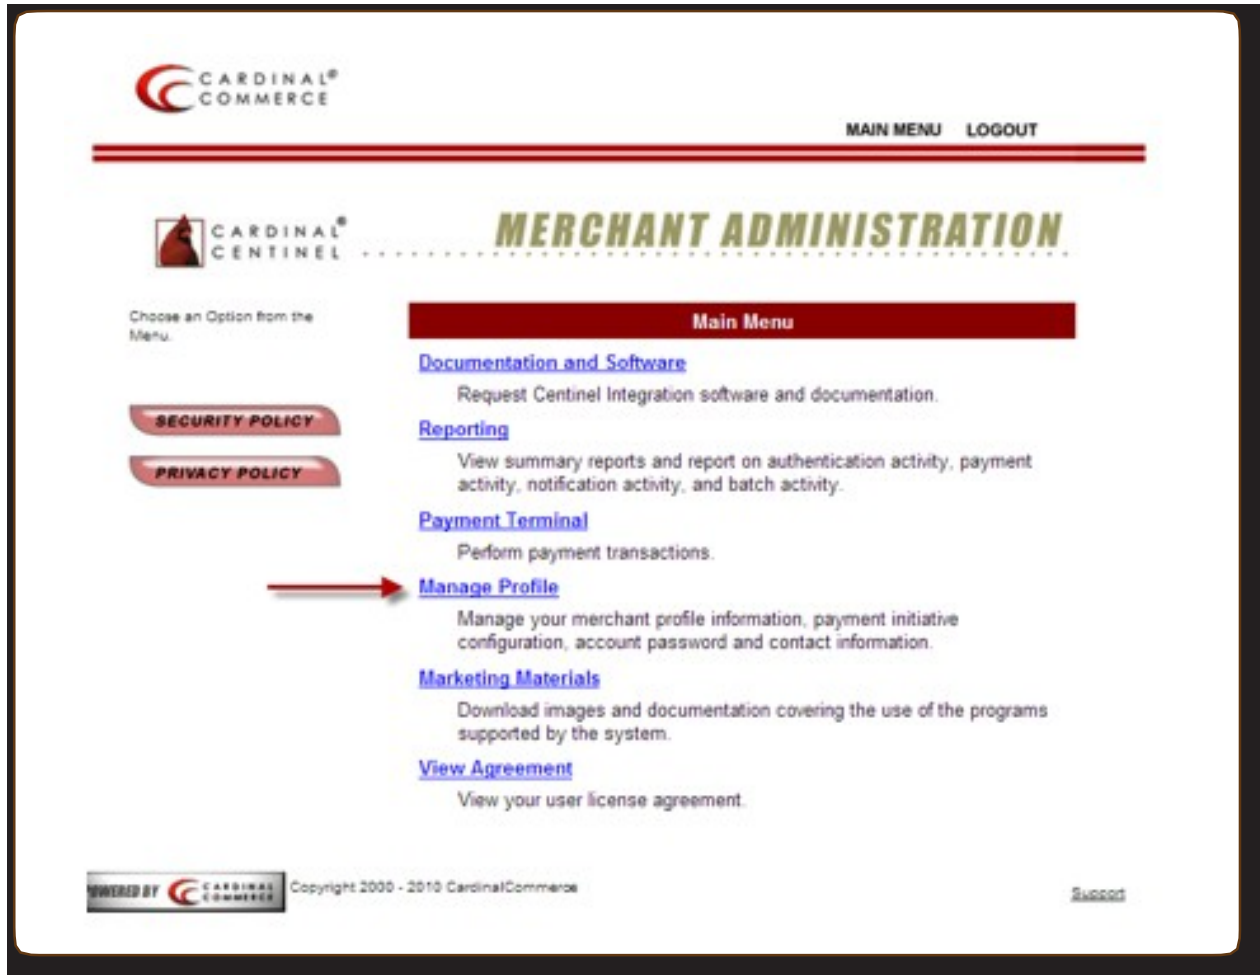 CARDINAL®
COMMERCE
MAIN MENU LOGOUT
CARDINAL®
CENTINEL
MERCHANT ADMINISTRATION
Choose an Option from the
Menu.
SECURITY POLICY
PRIVACY POLICY
Main Menu
Documentation and Software
Request Centinel Integration software and documentation.
Reporting
View summary reports and report on authentication activity, payment
activity, notification activity, and batch activity.
Payment Terminal
Perform payment transactions.
Manage Profile
Manage your merchant profile information, payment initiative
configuration, account password and contact information.
Marketing Materials
Download images and documentation covering the use of the programs
supported by the system.
View Agreement
View your user license agreement.
POWERED BY CARDINAL
COMMERCE
Copyright 2000 - 2010 CardinalCommerce
Support